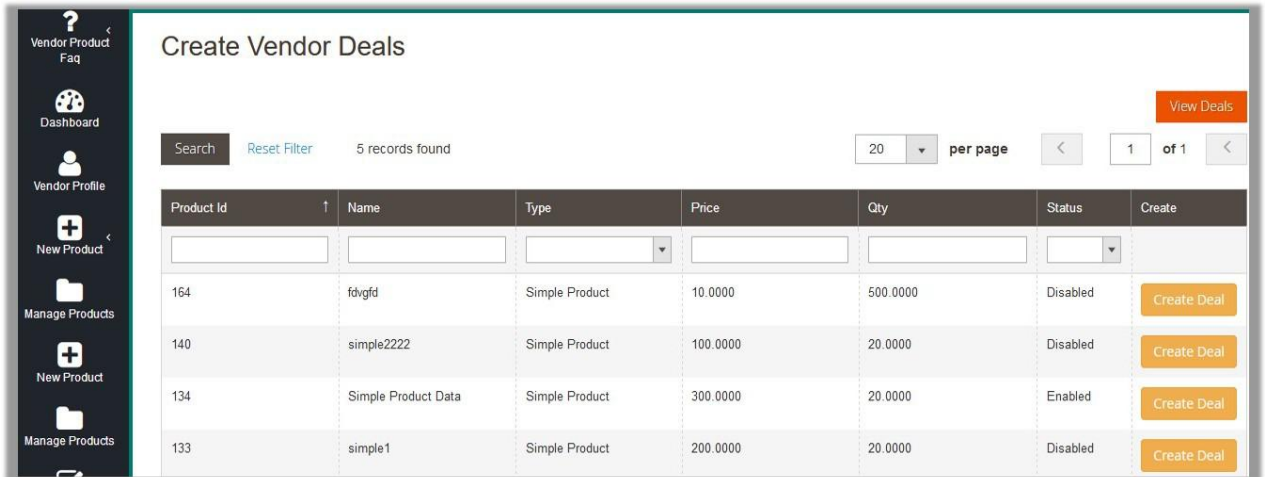 Vendor Product
Faq
Dashboard
Vendor Profile
New Product
Manage Products
New Product
Manage Products
Create Vendor Deals
View Deals
Search Reset Filter 5 records found 20 per page 1 of 1
Product Id ↑ Name Type Price Qty Status Create
164 fdvgfd Simple Product 10.0000 500.0000 Disabled Create Deal
140 simple2222 Simple Product 100.0000 20.0000 Disabled Create Deal
134 Simple Product Data Simple Product 300.0000 20.0000 Enabled Create Deal
133 simple1 Simple Product 200.0000 20.0000 Disabled Create Deal